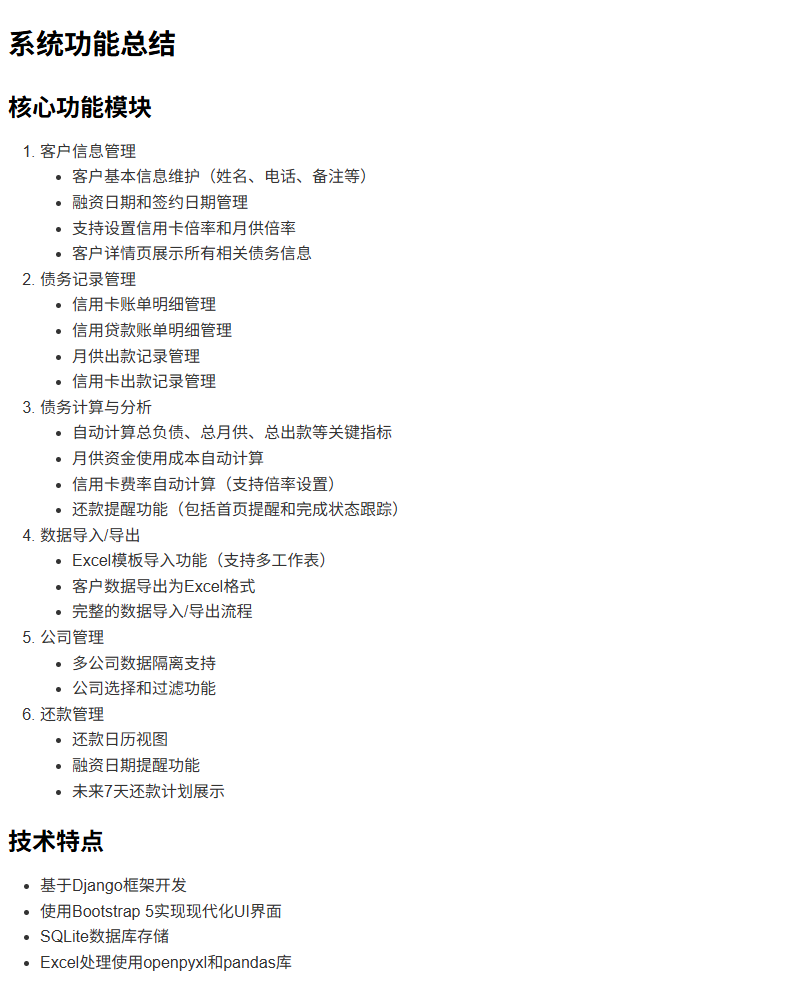 系统功能总结
核心功能模块
1. 客户信息管理
• 客户基本信息维护（姓名、电话、备注等）
• 融资日期和签约日期管理
• 支持设置信用卡倍率和月供倍率
• 客户详情页展示所有相关债务信息
2. 债务记录管理
• 信用卡账单明细管理
• 信用贷款账单明细管理
• 月供出款记录管理
• 信用卡出款记录管理
3. 债务计算与分析
• 自动计算总负债、总月供、总出款等关键指标
• 月供资金使用成本自动计算
• 信用卡费率自动计算（支持倍率设置）
• 还款提醒功能（包括首页提醒和完成状态跟踪）
4. 数据导入/导出
• Excel模板导入功能（支持多工作表）
• 客户数据导出为Excel格式
• 完整的数据导入/导出流程
5. 公司管理
• 多公司数据隔离支持
• 公司选择和过滤功能
6. 还款管理
• 还款日历视图
• 融资日期提醒功能
• 未来7天还款计划展示
技术特点
• 基于Django框架开发
• 使用Bootstrap 5实现现代化UI界面
• SQLite数据库存储
• Excel处理使用openpyxl和pandas库